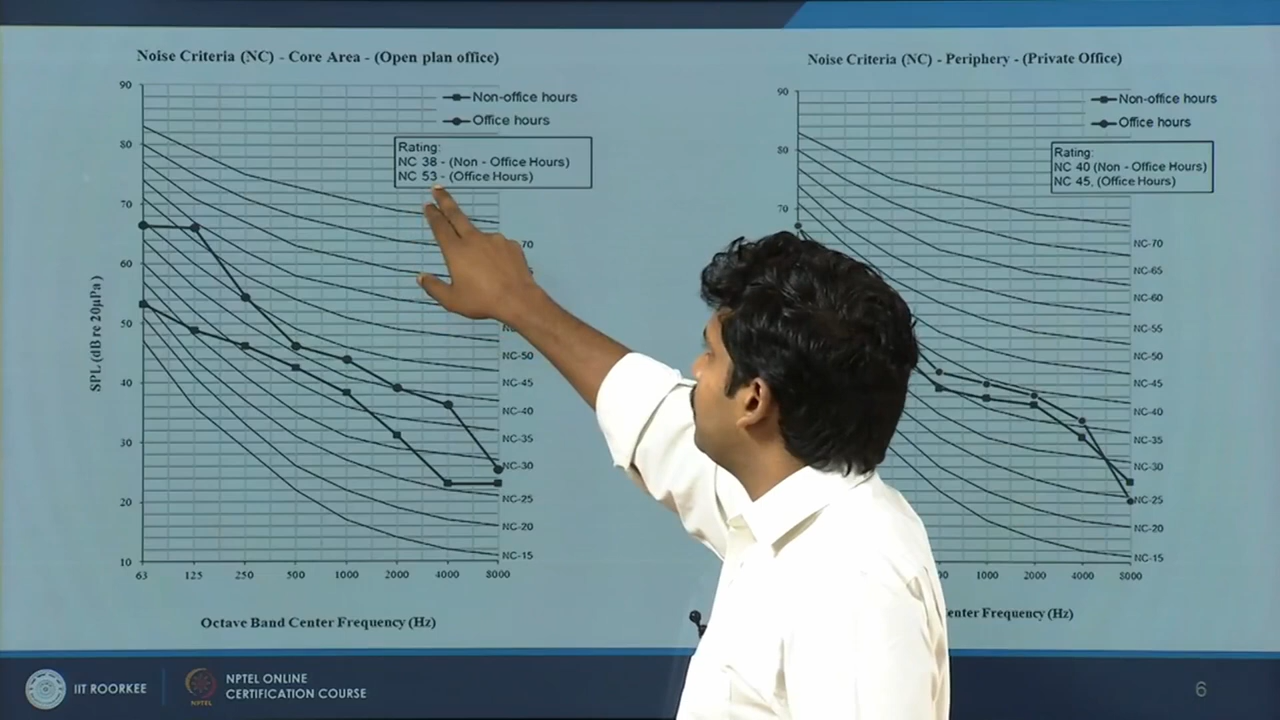 Noise Criteria (NC) - Core Area - (Open plan office)
90
80
70
60
50
40
30
20
10
SPL (dB re 20µPa)
Non-office hours
Office hours
Rating:
NC 38 - (Non - Office Hours)
NC 53 - (Office Hours)
70
NC-50
NC-45
NC-40
NC-35
NC-30
NC-25
NC-20
NC-15
63 125 250 500 1000 2000 4000 8000
Octave Band Center Frequency (Hz)
Noise Criteria (NC) - Periphery - (Private Office)
90
80
70
Non-office hours
Office hours
Rating:
NC 40 (Non - Office Hours)
NC 45, (Office Hours)
NC-70
NC-65
NC-60
NC-55
NC-50
NC-45
NC-40
NC-35
NC-30
NC-25
NC-20
NC-15
1000 2000 4000 8000
Frequency (Hz)
IIT ROORKEE
NPTEL
NPTEL ONLINE
CERTIFICATION COURSE
6